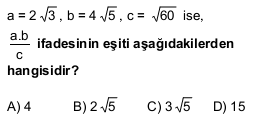 a = 2 √3 , b = 4 √5 , c = √60 ise,
a.b
c
ifadesinin eşiti aşağıdakilerden
hangisidir?
A) 4 B) 2 √5 C) 3 √5 D) 15